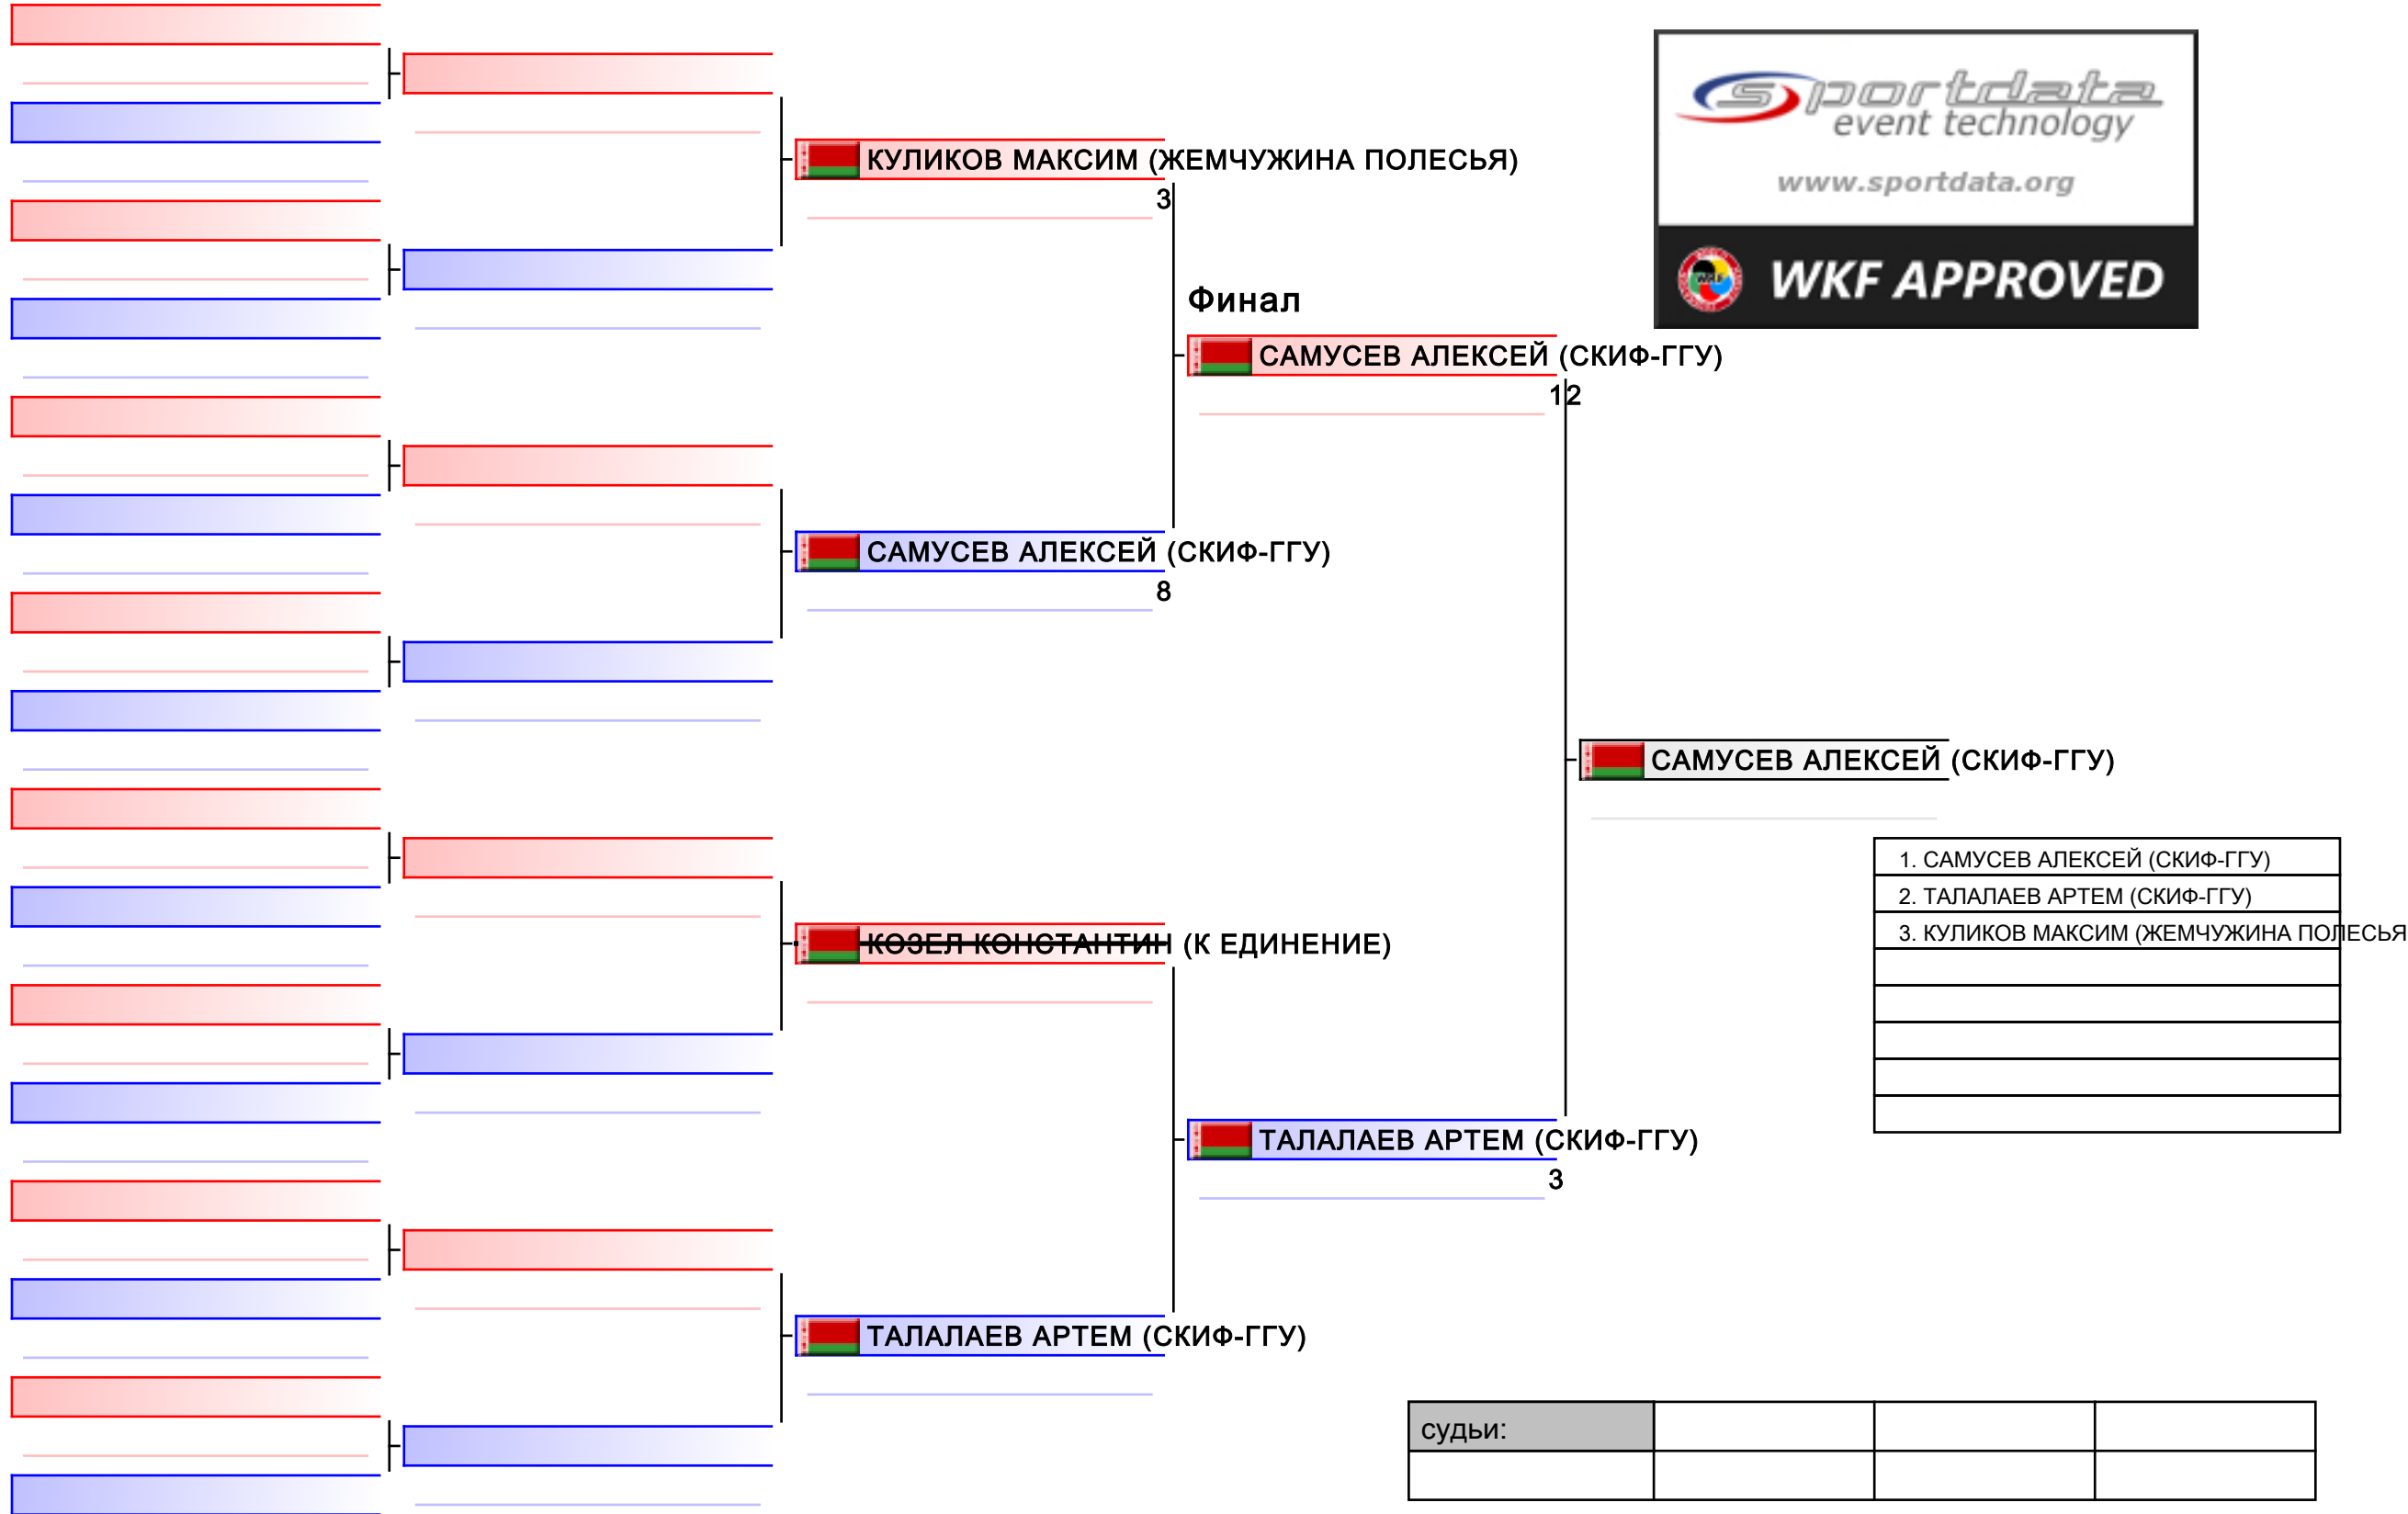 sportdata
event technology
www.sportdata.org
WKF APPROVED
КУЛИКОВ МАКСИМ (ЖЕМЧУЖИНА ПОЛЕСЬЯ)
3
Финал
САМУСЕВ АЛЕКСЕЙ (СКИФ-ГГУ)
12
САМУСЕВ АЛЕКСЕЙ (СКИФ-ГГУ)
8
САМУСЕВ АЛЕКСЕЙ (СКИФ-ГГУ)
1. САМУСЕВ АЛЕКСЕЙ (СКИФ-ГГУ)
2. ТАЛАЛАЕВ АРТЕМ (СКИФ-ГГУ)
3. КУЛИКОВ МАКСИМ (ЖЕМЧУЖИНА ПОЛЕСЬЯ
КОЗЕЛ КОНСТАНТИН (К ЕДИНЕНИЕ)
ТАЛАЛАЕВ АРТЕМ (СКИФ-ГГУ)
3
ТАЛАЛАЕВ АРТЕМ (СКИФ-ГГУ)
судьи: